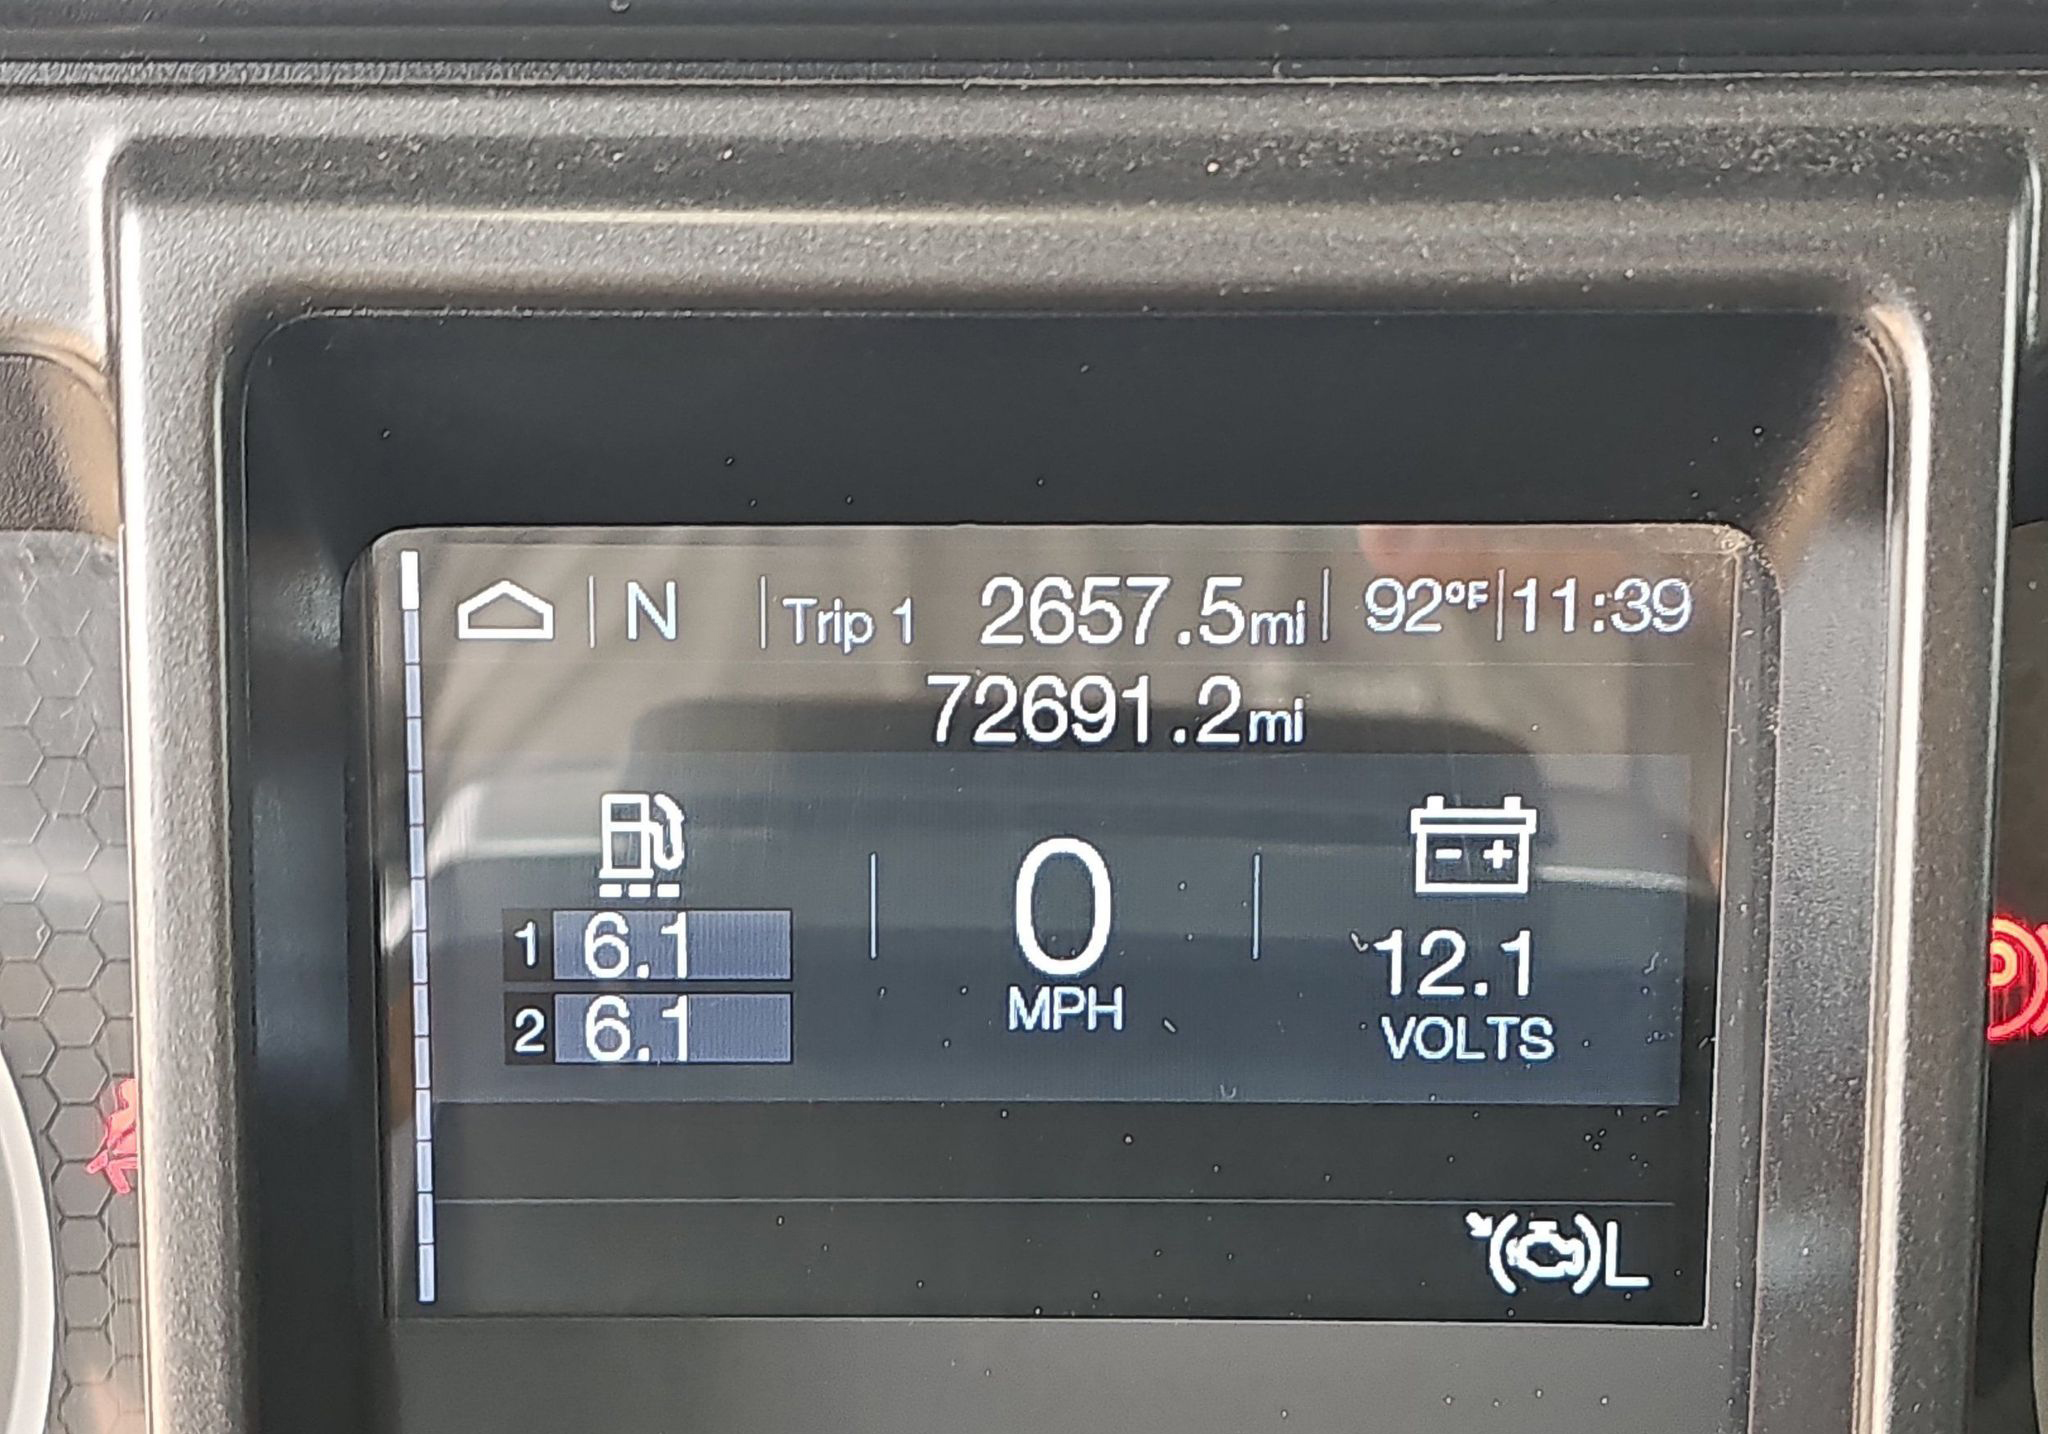 N Trip 1 2657.5mi 92°F 11:39
72691.2mi
1 6.1
2 6.1
0
MPH
- +
12.1
VOLTS
L